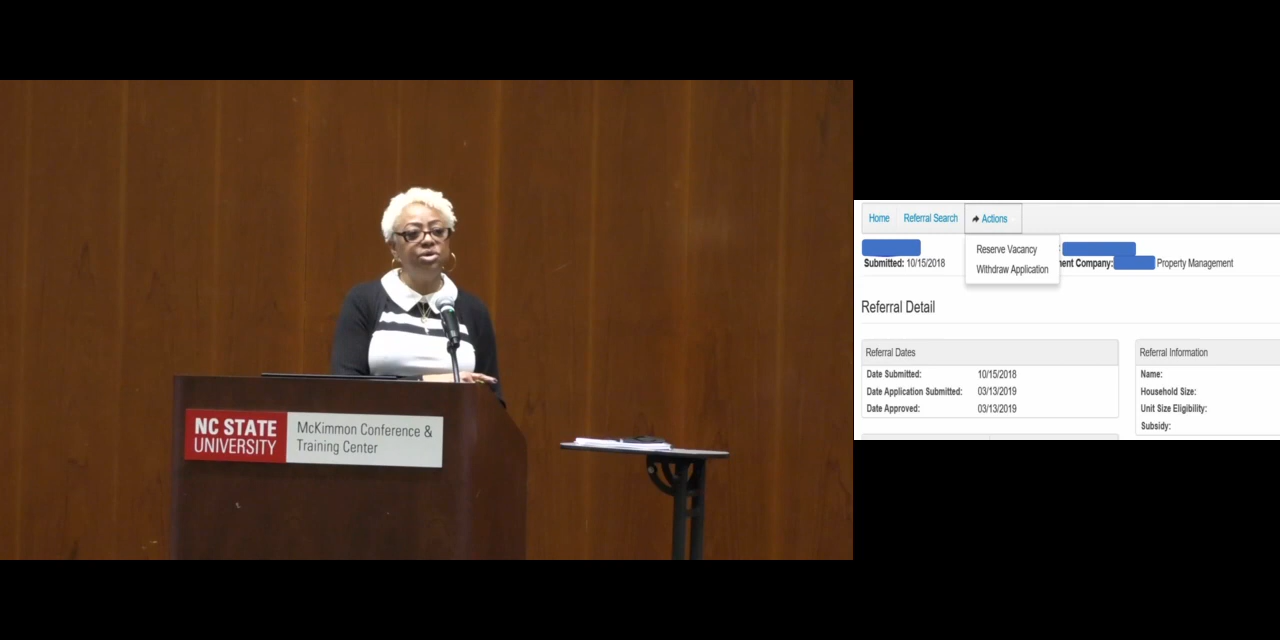 NC STATE
UNIVERSITY
McKimmon Conference &
Training Center
Home Referral Search Actions
Reserve Vacancy
Withdraw Application
Submitted: 10/15/2018
ent Company: Property Management
Referral Detail
Referral Dates
Date Submitted: 10/15/2018
Date Application Submitted: 03/13/2019
Date Approved: 03/13/2019
Referral Information
Name:
Household Size:
Unit Size Eligibility:
Subsidy: